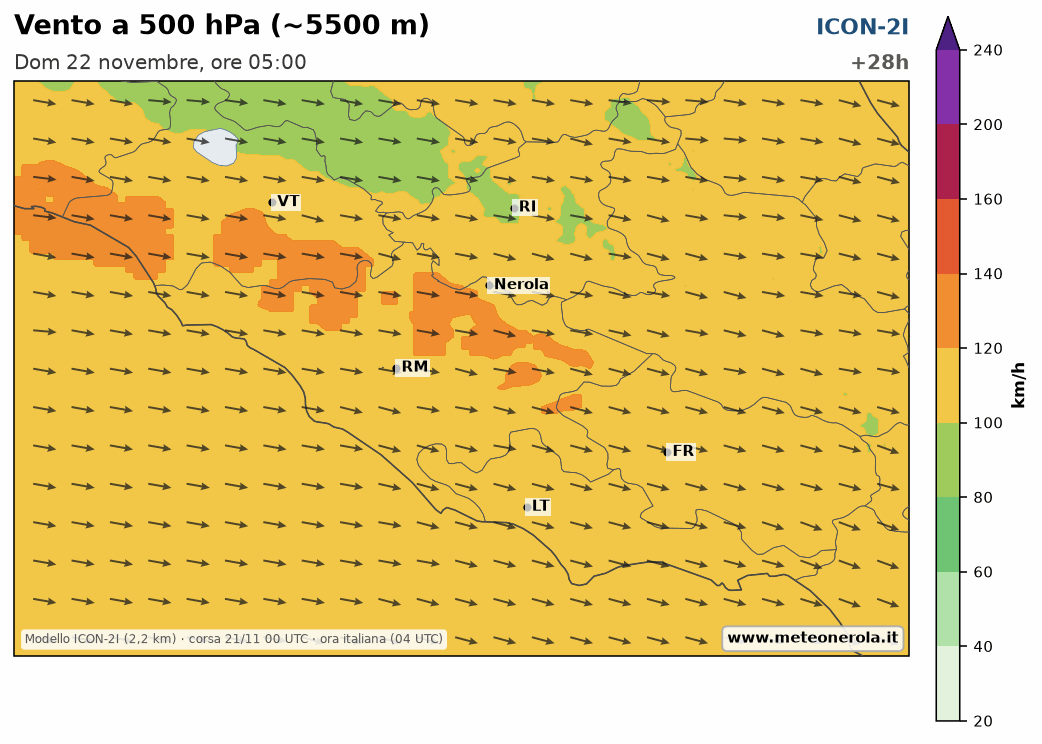 Vento a 500 hPa (~5500 m)
ICON-2I
Dom 22 novembre, ore 05:00
+28h
VT
RI
Nerola
RM
FR
LT
Modello ICON-2I (2,2 km) · corsa 21/11 00 UTC · ora italiana (04 UTC)
www.meteonerola.it
240
200
160
140
120
100
80
60
40
20
km/h